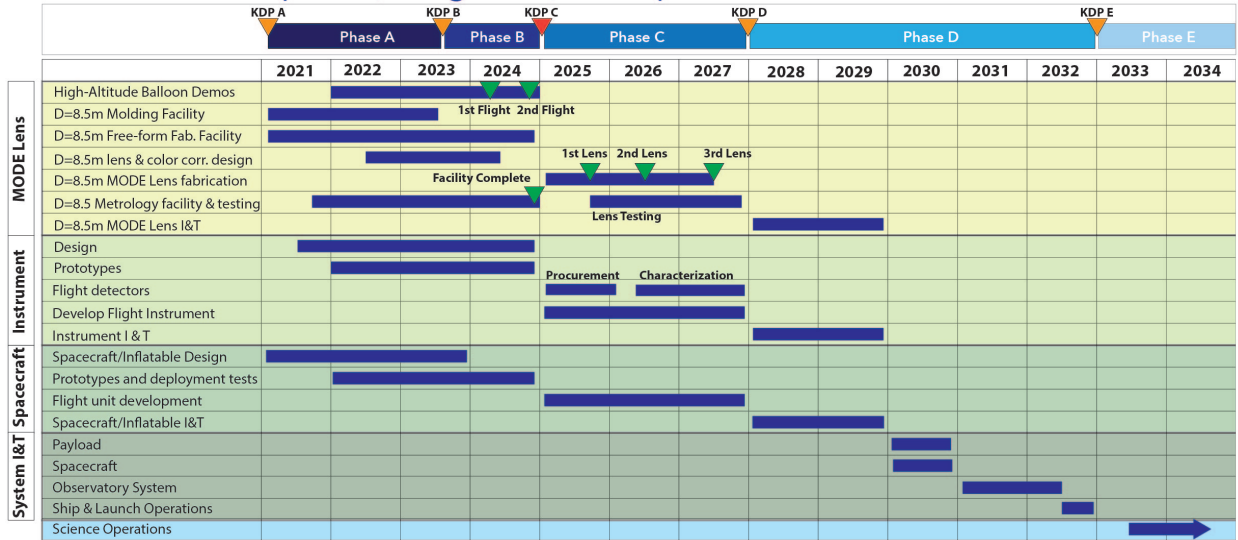 KDP A KDP B KDP C KDP D KDP E
Phase A Phase B Phase C Phase D Phase E
2021 2022 2023 2024 2025 2026 2027 2028 2029 2030 2031 2032 2033 2034
MODE Lens
High-Altitude Balloon Demos
1st Flight 2nd Flight
D=8.5m Molding Facility
D=8.5m Free-form Fab. Facility
D=8.5m lens & color corr. design
1st Lens 2nd Lens 3rd Lens
D=8.5m MODE Lens fabrication
Facility Complete
D=8.5 Metrology facility & testing
Lens Testing
D=8.5m MODE Lens I&T
Instrument
Design
Prototypes
Procurement Characterization
Flight detectors
Develop Flight Instrument
Instrument I & T
Spacecraft
Spacecraft/Inflatable Design
Prototypes and deployment tests
Flight unit development
Spacecraft/Inflatable I&T
System I&T
Payload
Spacecraft
Observatory System
Ship & Launch Operations
Science Operations